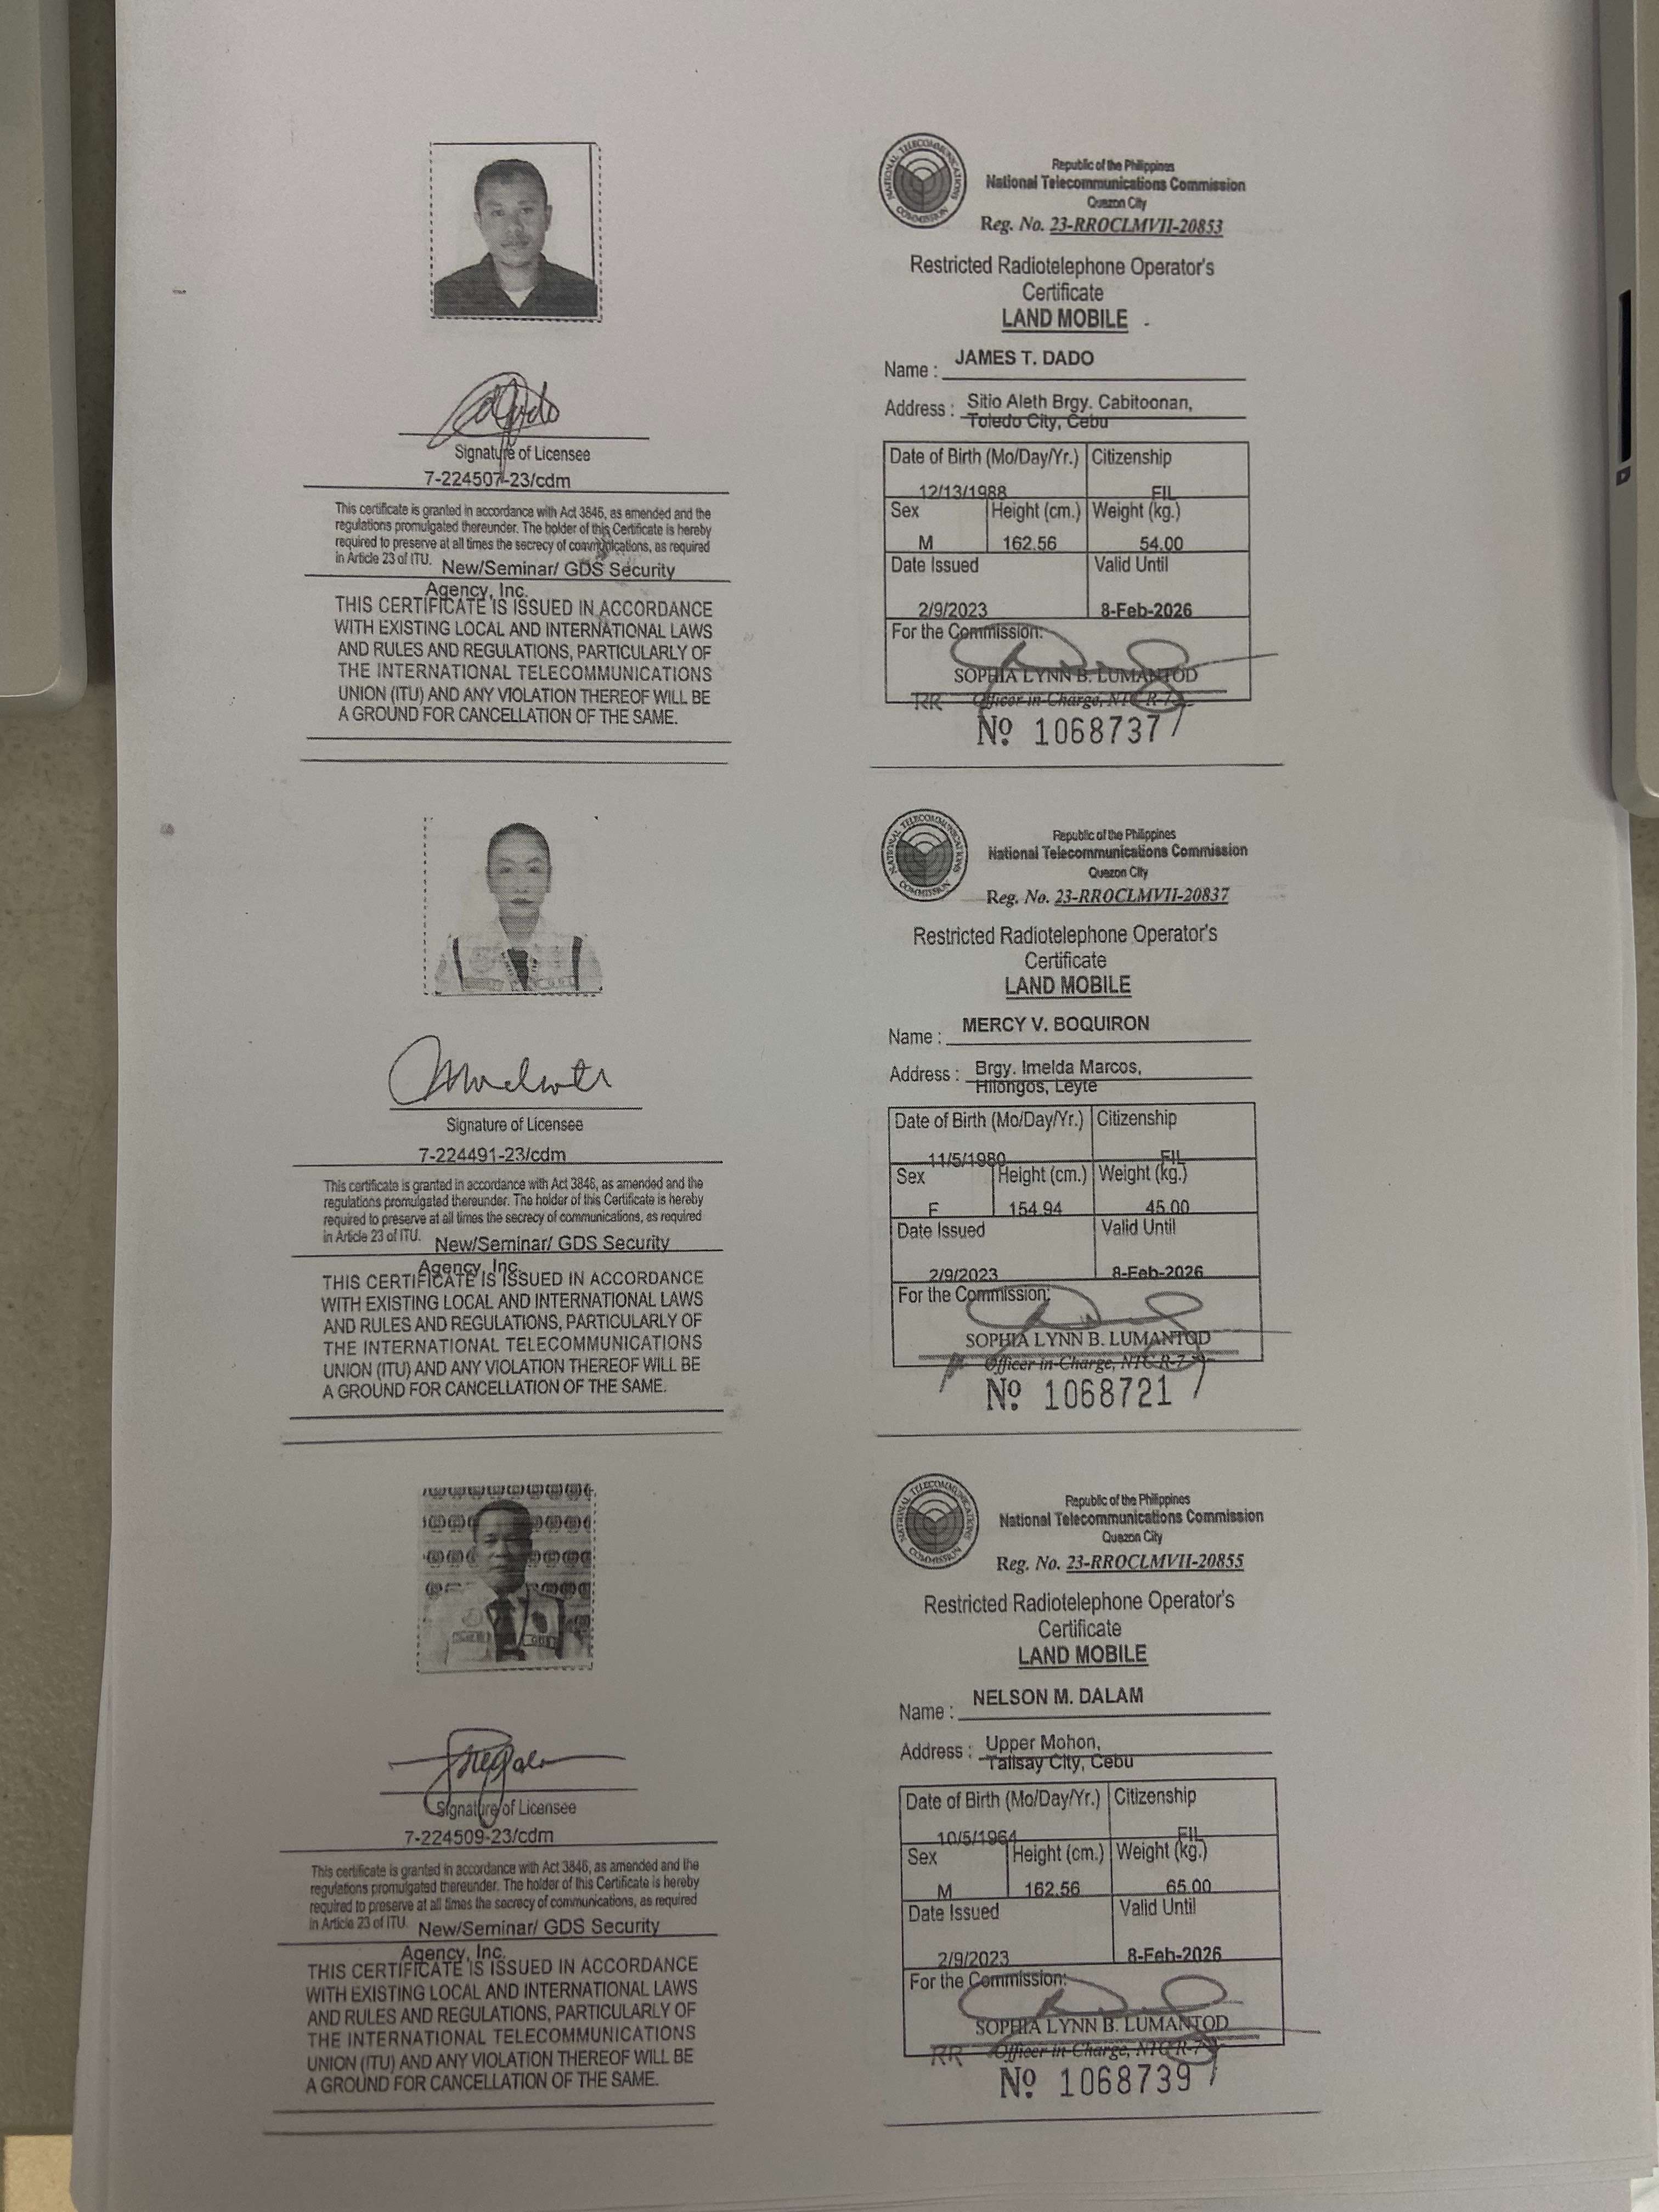 NATIONAL TELECOMMUNICATIONS COMMISSION
Republic of the Philippines
National Telecommunications Commission
Quezon City
Reg. No. 23-RROCLMVII-20853
Restricted Radiotelephone Operator's
Certificate
LAND MOBILE
Name : JAMES T. DADO
Address : Sitio Aleth Brgy. Cabitoonan,
Toledo City, Cebu
Date of Birth (Mo/Day/Yr.) Citizenship
12/13/1988 FIL
Sex Height (cm.) Weight (kg.)
M 162.56 54.00
Date Issued Valid Until
2/9/2023 8-Feb-2026
For the Commission:
SOPHIA LYNN B. LUMANTOD
RR Officer-in-Charge, NTC R-7
Nº 1068737
Signature of Licensee
7-224507-23/cdm
This certificate is granted in accordance with Act 3846, as amended and the
regulations promulgated thereunder. The holder of this Certificate is hereby
required to preserve at all times the secrecy of communications, as required
in Article 23 of ITU. New/Seminar/ GDS Security
Agency, Inc.
THIS CERTIFICATE IS ISSUED IN ACCORDANCE
WITH EXISTING LOCAL AND INTERNATIONAL LAWS
AND RULES AND REGULATIONS, PARTICULARLY OF
THE INTERNATIONAL TELECOMMUNICATIONS
UNION (ITU) AND ANY VIOLATION THEREOF WILL BE
A GROUND FOR CANCELLATION OF THE SAME.
NATIONAL TELECOMMUNICATIONS COMMISSION
Republic of the Philippines
National Telecommunications Commission
Quezon City
Reg. No. 23-RROCLMVII-20837
Restricted Radiotelephone Operator's
Certificate
LAND MOBILE
Name : MERCY V. BOQUIRON
Address : Brgy. Imelda Marcos,
Hilongos, Leyte
Date of Birth (Mo/Day/Yr.) Citizenship
11/5/1980 FIL
Sex Height (cm.) Weight (kg.)
F 154.94 45.00
Date Issued Valid Until
2/9/2023 8-Feb-2026
For the Commission:
SOPHIA LYNN B. LUMANTOD
Officer-in-Charge, NTC R-7
Nº 1068721
Signature of Licensee
7-224491-23/cdm
This certificate is granted in accordance with Act 3846, as amended and the
regulations promulgated thereunder. The holder of this Certificate is hereby
required to preserve at all times the secrecy of communications, as required
in Article 23 of ITU. New/Seminar/ GDS Security
Agency, Inc.
THIS CERTIFICATE IS ISSUED IN ACCORDANCE
WITH EXISTING LOCAL AND INTERNATIONAL LAWS
AND RULES AND REGULATIONS, PARTICULARLY OF
THE INTERNATIONAL TELECOMMUNICATIONS
UNION (ITU) AND ANY VIOLATION THEREOF WILL BE
A GROUND FOR CANCELLATION OF THE SAME.
NATIONAL TELECOMMUNICATIONS COMMISSION
Republic of the Philippines
National Telecommunications Commission
Quezon City
Reg. No. 23-RROCLMVII-20855
Restricted Radiotelephone Operator's
Certificate
LAND MOBILE
Name : NELSON M. DALAM
Address : Upper Mohon,
Talisay City, Cebu
Date of Birth (Mo/Day/Yr.) Citizenship
10/5/1964 FIL
Sex Height (cm.) Weight (kg.)
M 162.56 65.00
Date Issued Valid Until
2/9/2023 8-Feb-2026
For the Commission:
SOPHIA LYNN B. LUMANTOD
RR Officer-in-Charge, NTC R-7
Nº 1068739
Signature of Licensee
7-224509-23/cdm
This certificate is granted in accordance with Act 3846, as amended and the
regulations promulgated thereunder. The holder of this Certificate is hereby
required to preserve at all times the secrecy of communications, as required
in Article 23 of ITU. New/Seminar/ GDS Security
Agency, Inc.
THIS CERTIFICATE IS ISSUED IN ACCORDANCE
WITH EXISTING LOCAL AND INTERNATIONAL LAWS
AND RULES AND REGULATIONS, PARTICULARLY OF
THE INTERNATIONAL TELECOMMUNICATIONS
UNION (ITU) AND ANY VIOLATION THEREOF WILL BE
A GROUND FOR CANCELLATION OF THE SAME.